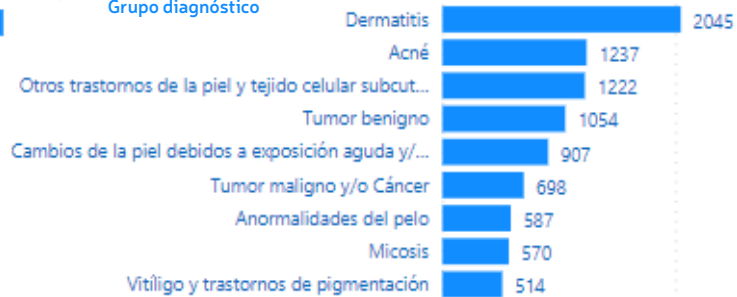 Grupo diagnóstico
Dermatitis 2045
Acné 1237
Otros trastornos de la piel y tejido celular subcut... 1222
Tumor benigno 1054
Cambios de la piel debidos a exposición aguda y/... 907
Tumor maligno y/o Cáncer 698
Anormalidades del pelo 587
Micosis 570
Vitíligo y trastornos de pigmentación 514